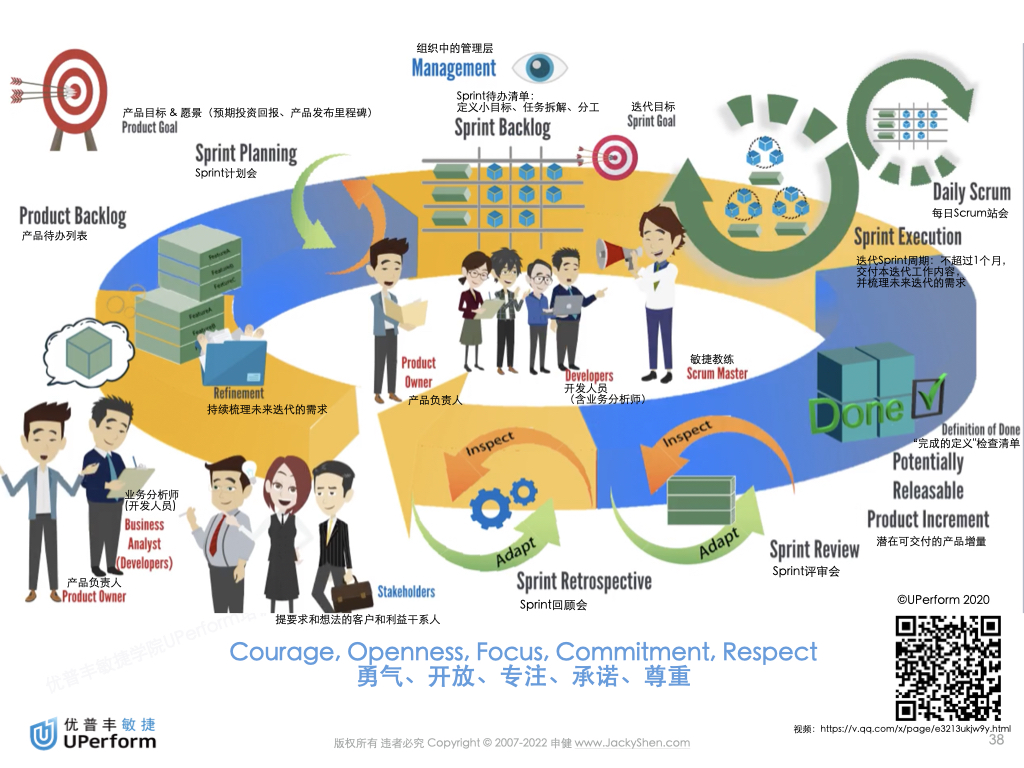 组织中的管理层
Management
产品目标 & 愿景（预期投资回报、产品发布里程碑）
Product Goal
Sprint待办清单：
定义小目标、任务拆解、分工
Sprint Backlog
迭代目标
Sprint Goal
Sprint Planning
Sprint计划会
Daily Scrum
每日Scrum站会
Product Backlog
产品待办列表
Sprint Execution
迭代Sprint周期：不超过1个月，
交付本迭代工作内容，
并梳理未来迭代的需求
FeatureA
FeatureB
FeatureC
FeatureA
Refinement
持续梳理未来迭代的需求
Product
Owner
产品负责人
Developers
开发人员
（含业务分析师）
敏捷教练
Scrum Master
Done
Definition of Done
“完成的定义”检查清单
Potentially
Releasable
Product Increment
潜在可交付的产品增量
Inspect
Adapt
Inspect
Adapt
Sprint Review
Sprint评审会
Sprint Retrospective
Sprint回顾会
业务分析师
(开发人员)
Business
Analyst
(Developers)
产品负责人
Product Owner
Stakeholders
提要求和想法的客户和利益干系人
©UPerform 2020
Courage, Openness, Focus, Commitment, Respect
勇气、开放、专注、承诺、尊重
优普丰敏捷学院UPerform
优普丰敏捷
UPerform
版权所有 违者必究 Copyright © 2007-2022 申健 www.JackyShen.com
视频：https://v.qq.com/x/page/e3213ukjw9y.html
38